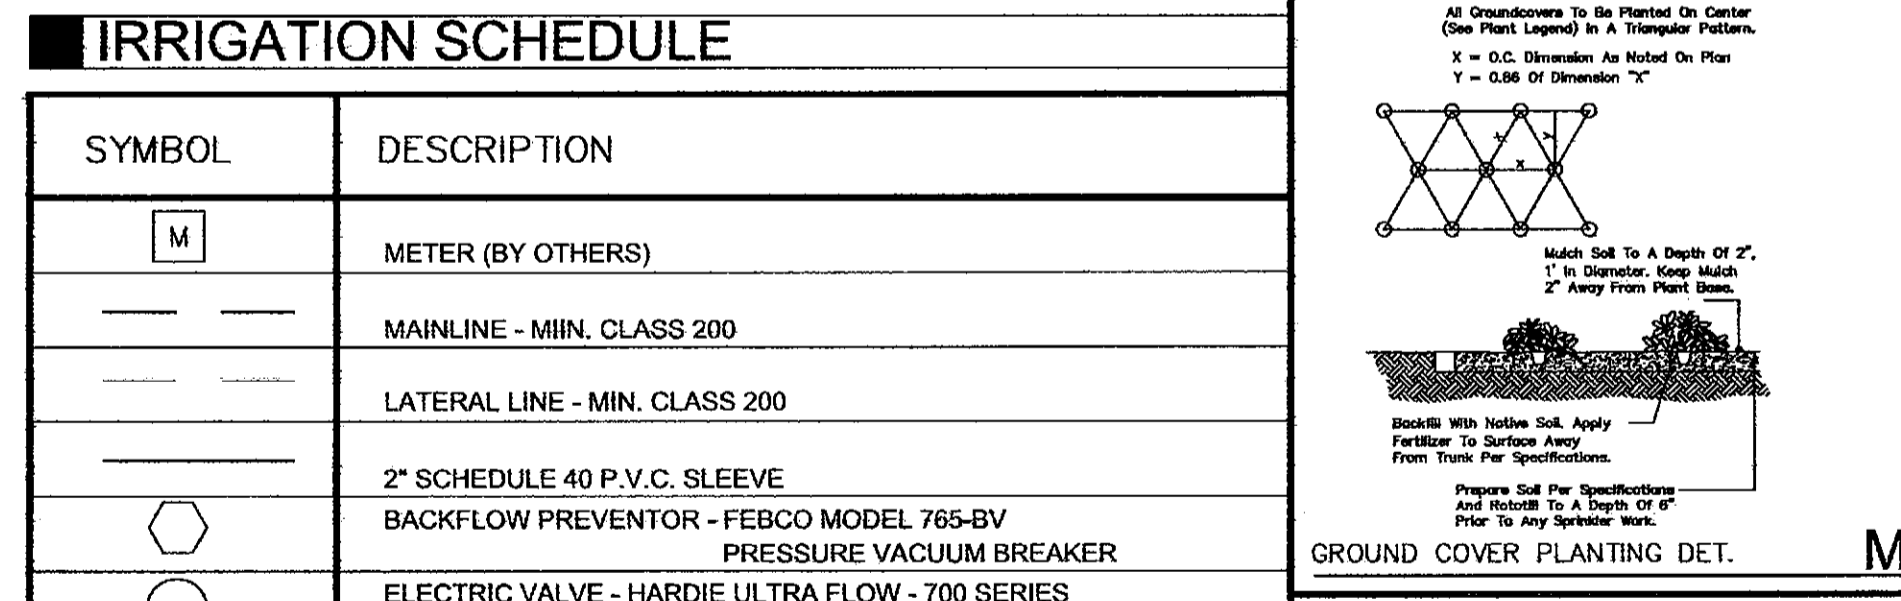 IRRIGATION SCHEDULE
SYMBOL DESCRIPTION
M METER (BY OTHERS)
MAINLINE - MIIN. CLASS 200
LATERAL LINE - MIN. CLASS 200
2" SCHEDULE 40 P.V.C. SLEEVE
BACKFLOW PREVENTOR - FEBCO MODEL 765-BV
PRESSURE VACUUM BREAKER
ELECTRIC VALVE - HARDIE ULTRA FLOW - 700 SERIES
All Groundcovers To Be Planted On Center
(See Plant Legend) In A Triangular Pattern.
X = O.C. Dimension As Noted On Plan
Y = 0.86 Of Dimension "X"
X Y
X
Mulch Soil To A Depth Of 2",
1' In Diameter. Keep Mulch
2" Away From Plant Base.
Backfill With Native Soil, Apply
Fertilizer To Surface Away
From Trunk Per Specifications.
Prepare Soil Per Specifications
And Rototill To A Depth Of 6"
Prior To Any Sprinkler Work.
GROUND COVER PLANTING DET.
M